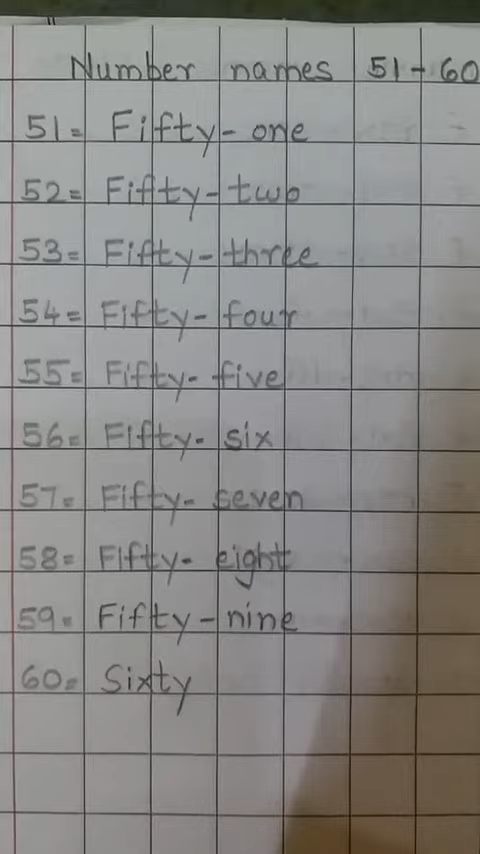 Number names 51-60
51= Fifty-one
52= Fifty-two
53= Fifty-three
54= Fifty-four
55= Fifty-five
56= Fifty-six
57= Fifty-seven
58= Fifty-eight
59= Fifty-nine
60= Sixty